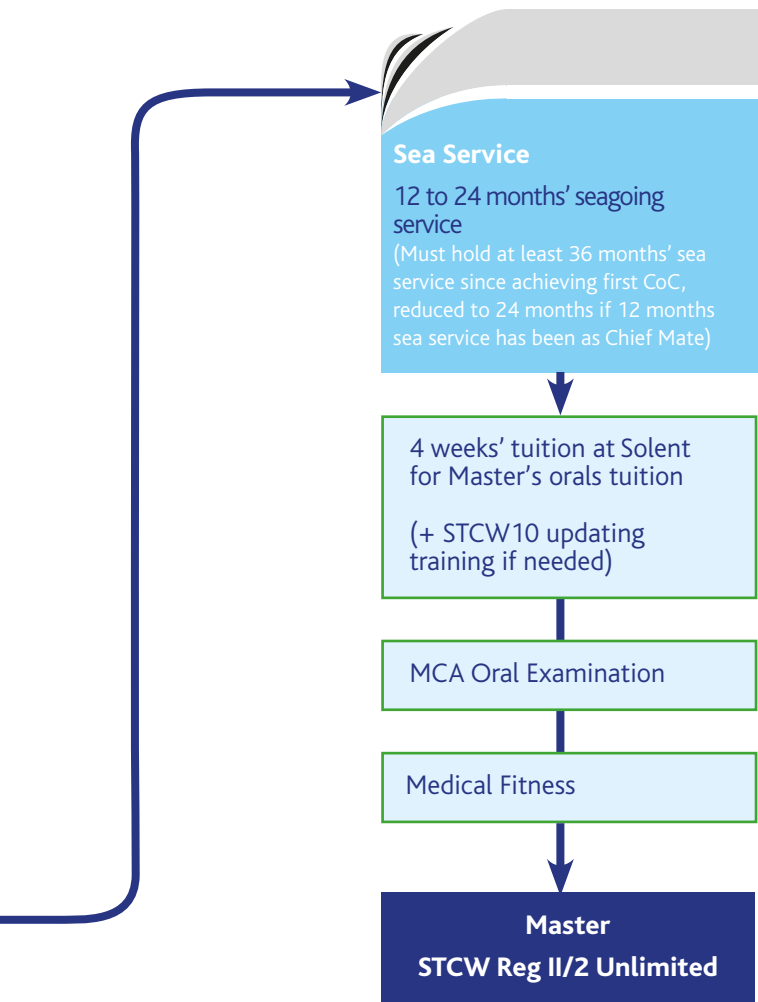 Sea Service
12 to 24 months’ seagoing
service
(Must hold at least 36 months’ sea
service since achieving first CoC,
reduced to 24 months if 12 months
sea service has been as Chief Mate)
4 weeks’ tuition at Solent
for Master’s orals tuition
(+ STCW10 updating
training if needed)
MCA Oral Examination
Medical Fitness
Master
STCW Reg II/2 Unlimited